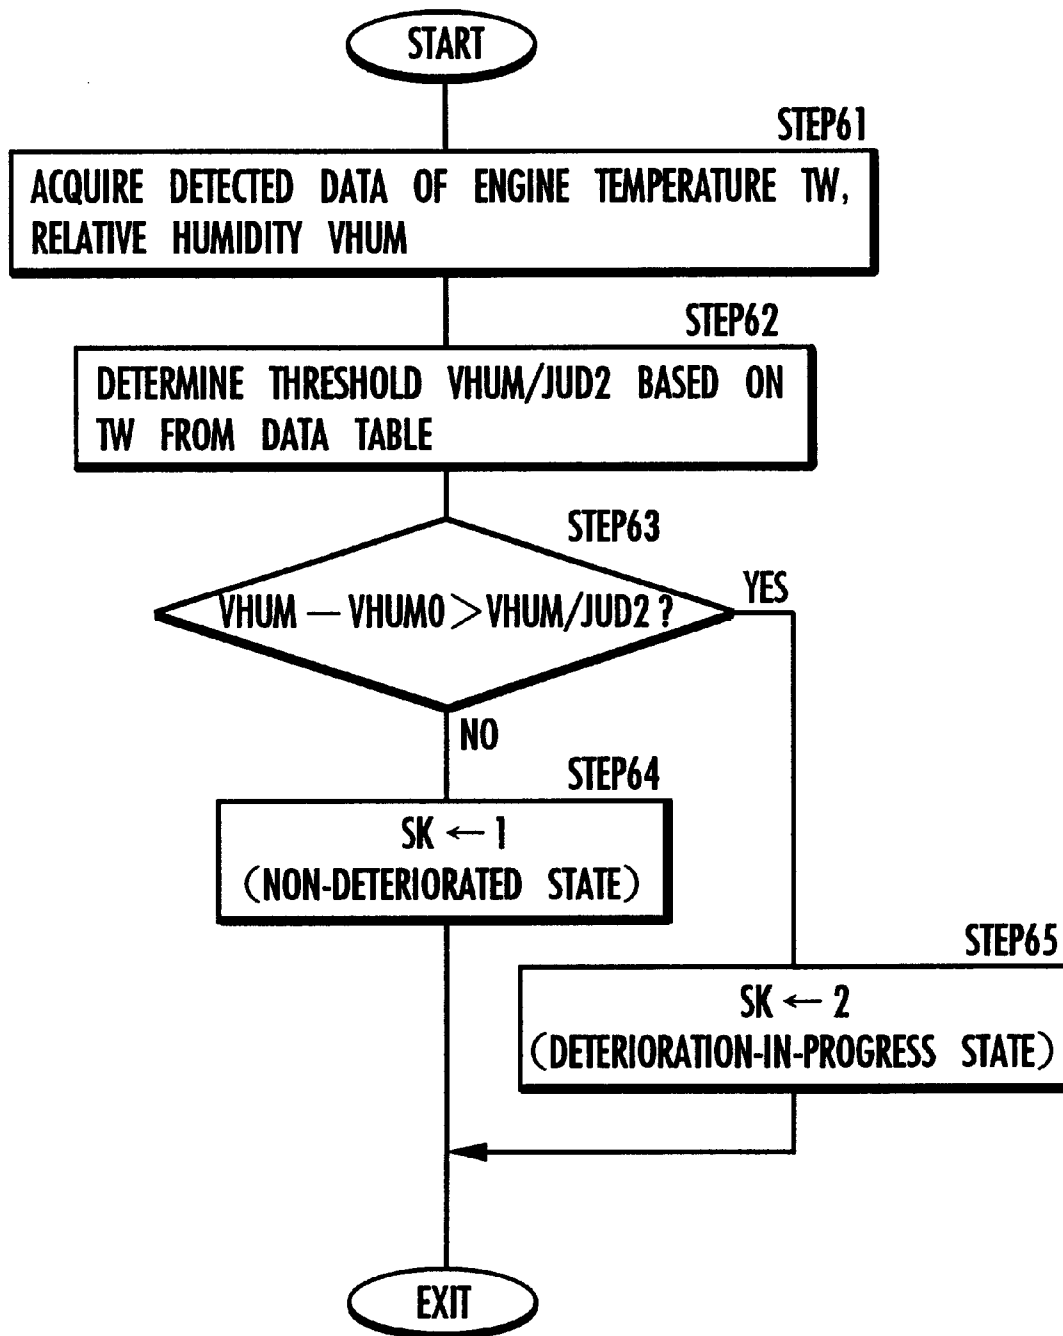 START
STEP61
ACQUIRE DETECTED DATA OF ENGINE TEMPERATURE TW,
RELATIVE HUMIDITY VHUM
STEP62
DETERMINE THRESHOLD VHUM/JUD2 BASED ON
TW FROM DATA TABLE
STEP63
VHUM — VHUM0 > VHUM/JUD2 ?
YES
NO
STEP64
SK ← 1
(NON-DETERIORATED STATE)
STEP65
SK ← 2
(DETERIORATION-IN-PROGRESS STATE)
EXIT